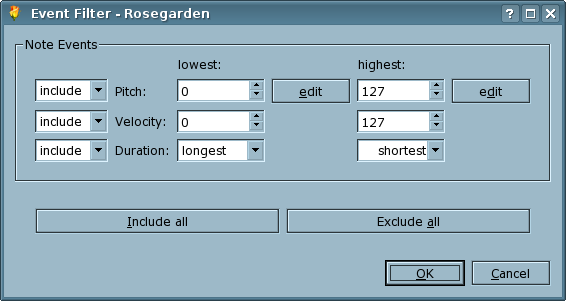 Event Filter - Rosegarden
Note Events
lowest: highest:
include Pitch: 0 edit 127 edit
include Velocity: 0 127
include Duration: longest shortest
Include all Exclude all
OK Cancel